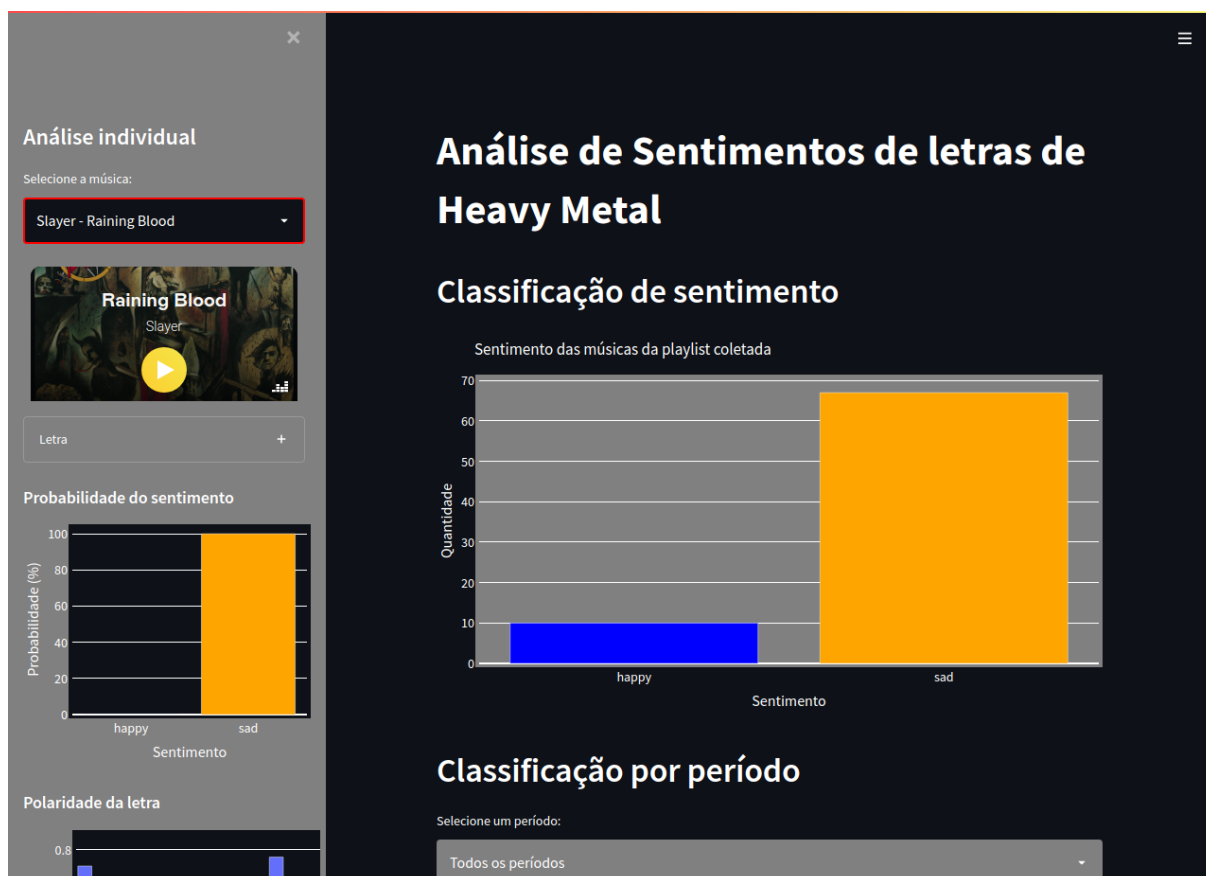 Análise individual
Selecione a música:
Slayer - Raining Blood
Raining Blood
Slayer
Letra
+
Probabilidade do sentimento
100
80
60
40
20
0
Probabilidade (%)
happy
sad
Sentimento
Polaridade da letra
0.8
Análise de Sentimentos de letras de
Heavy Metal
Classificação de sentimento
Sentimento das músicas da playlist coletada
70
60
50
40
30
20
10
0
Quantidade
happy
sad
Sentimento
Classificação por período
Selecione um período:
Todos os períodos